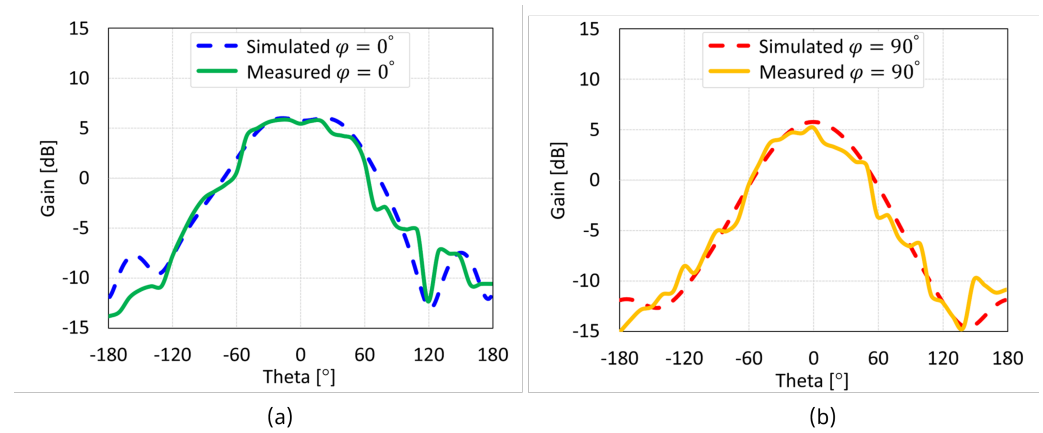 15
10
5
0
-5
-10
-15
Gain [dB]
Simulated φ = 0°
Measured φ = 0°
-180 -120 -60 0 60 120 180
Theta [°]
(a)
15
10
5
0
-5
-10
-15
Gain [dB]
Simulated φ = 90°
Measured φ = 90°
-180 -120 -60 0 60 120 180
Theta [°]
(b)